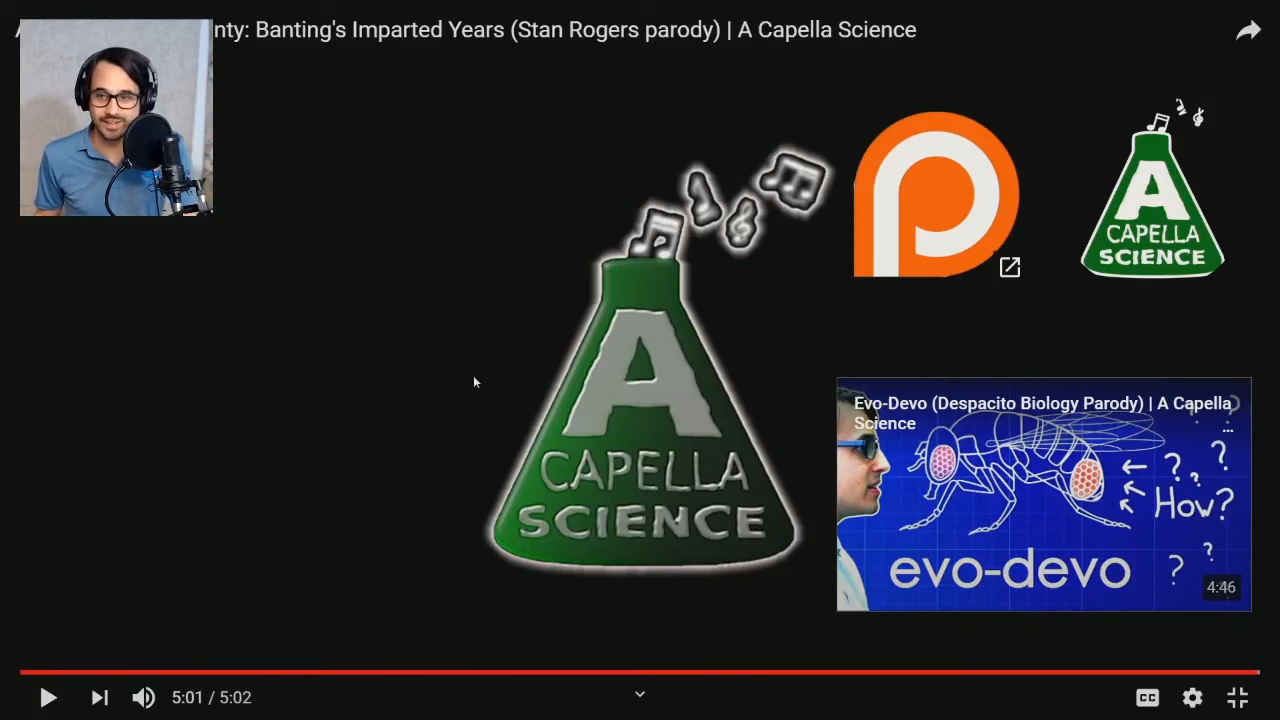 nty: Banting's Imparted Years (Stan Rogers parody) | A Capella Science
A
CAPELLA
SCIENCE
A
CAPELLA
SCIENCE
Evo-Devo (Despacito Biology Parody) | A Capella
Science
...
? ?
?
? ?
How?
?
?
evo-devo
4:46
5:01 / 5:02
CC